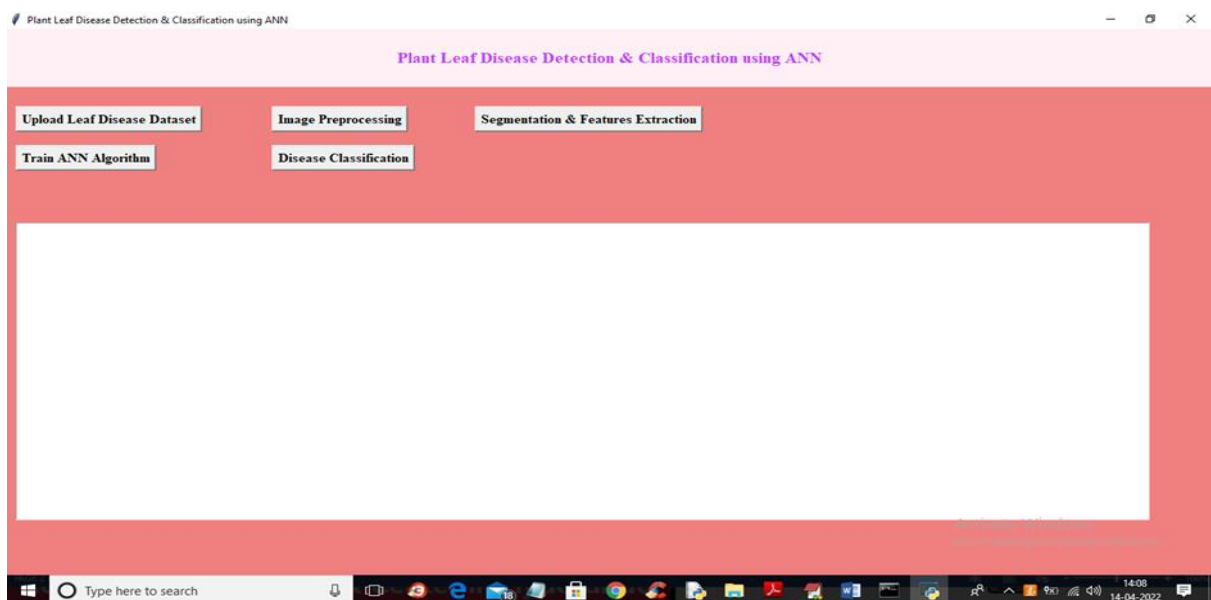 Plant Leaf Disease Detection & Classification using ANN
Plant Leaf Disease Detection & Classification using ANN
Upload Leaf Disease Dataset Image Preprocessing Segmentation & Features Extraction
Train ANN Algorithm Disease Classification
Type here to search
18
14:08
14-04-2022